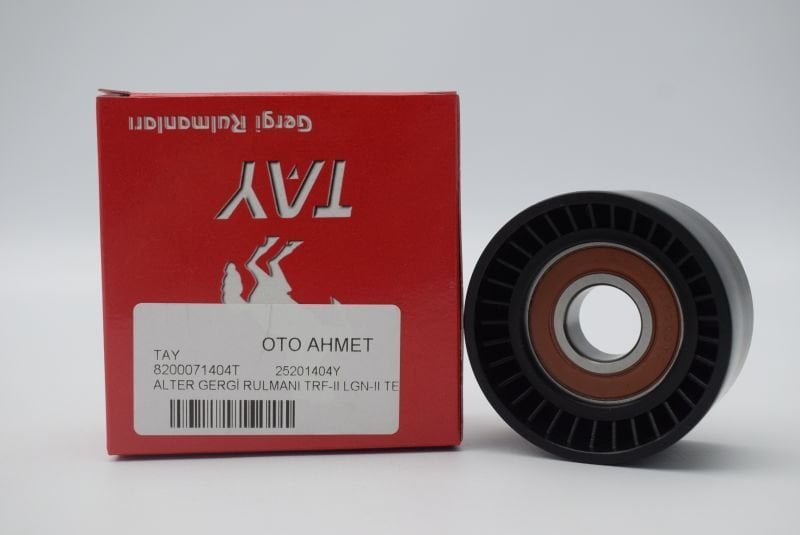 Gergi Rulmanları
TAY
OTO AHMET
TAY
8200071404T 25201404Y
ALTER GERGİ RULMANI TRF-II LGN-II TE